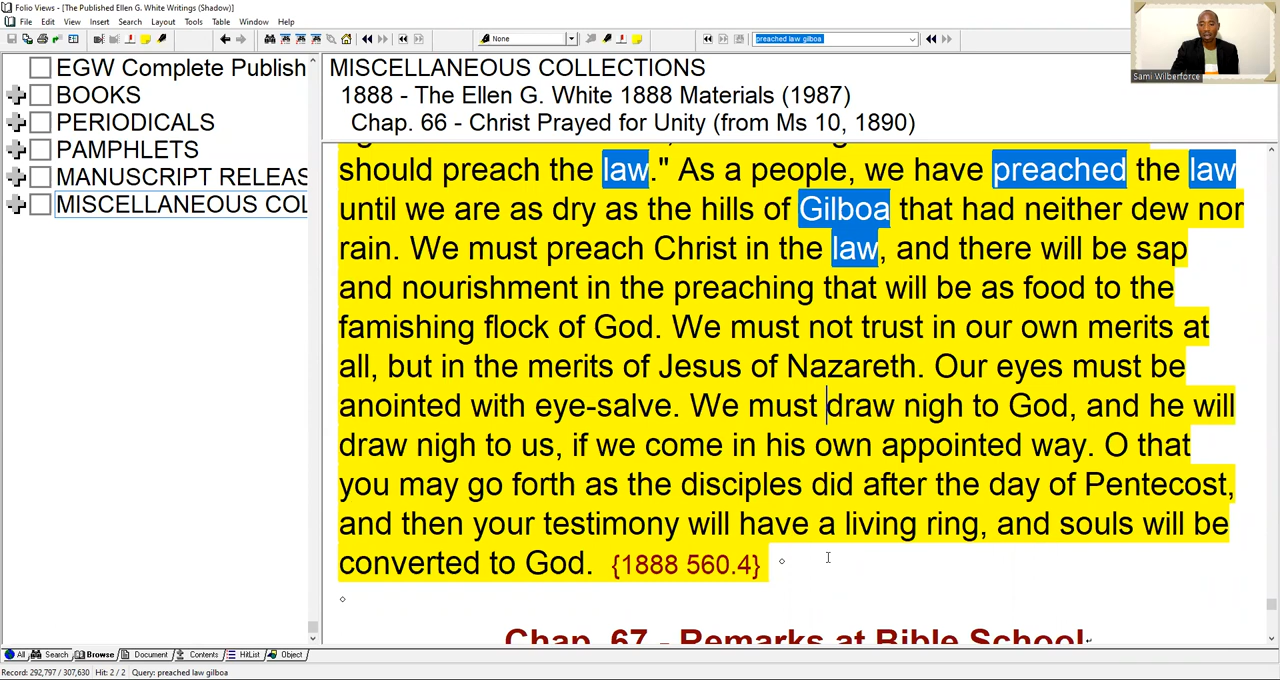 Folio Views - [The Published Ellen G. White Writings (Shadow)]
File Edit View Insert Search Layout Tools Table Window Help
None
preached law gilboa
Sami Wilberforce
EGW Complete Publish
BOOKS
PERIODICALS
PAMPHLETS
MANUSCRIPT RELEAS
MISCELLANEOUS COL
MISCELLANEOUS COLLECTIONS
1888 - The Ellen G. White 1888 Materials (1987)
Chap. 66 - Christ Prayed for Unity (from Ms 10, 1890)
should preach the law." As a people, we have preached the law
until we are as dry as the hills of Gilboa that had neither dew nor
rain. We must preach Christ in the law, and there will be sap
and nourishment in the preaching that will be as food to the
famishing flock of God. We must not trust in our own merits at
all, but in the merits of Jesus of Nazareth. Our eyes must be
anointed with eye-salve. We must draw nigh to God, and he will
draw nigh to us, if we come in his own appointed way. O that
you may go forth as the disciples did after the day of Pentecost,
and then your testimony will have a living ring, and souls will be
converted to God. {1888 560.4}
Chap. 67 - Remarks at Bible School
All Search Browse Document Contents HitList Object
Record: 292,797 / 307,630 Hit: 2 / 2 Query: preached law gilboa